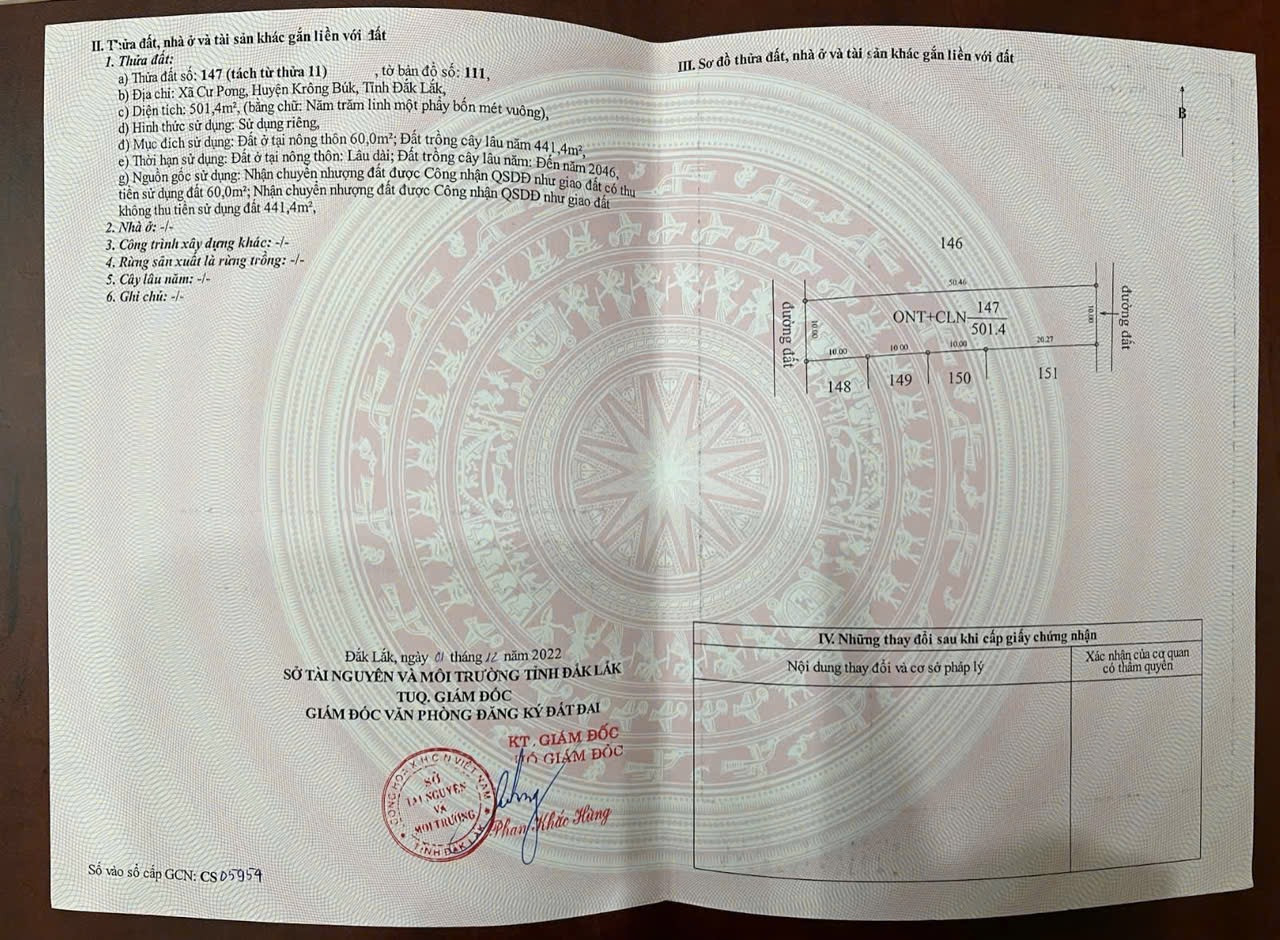 II. Thửa đất, nhà ở và tài sản khác gắn liền với đất
1. Thửa đất:
a) Thửa đất số: 147 (tách từ thửa 11) , tờ bản đồ số: 111,
b) Địa chỉ: Xã Cư Pơng, Huyện Krông Búk, Tỉnh Đắk Lắk,
c) Diện tích: 501,4m², (bằng chữ: Năm trăm linh một phẩy bốn mét vuông),
d) Hình thức sử dụng: Sử dụng riêng,
đ) Mục đích sử dụng: Đất ở tại nông thôn 60,0m²; Đất trồng cây lâu năm 441,4m²,
e) Thời hạn sử dụng: Đất ở tại nông thôn: Lâu dài; Đất trồng cây lâu năm: Đến năm 2046,
g) Nguồn gốc sử dụng: Nhận chuyển nhượng đất được Công nhận QSDĐ như giao đất có thu
tiền sử dụng đất 60,0m²; Nhận chuyển nhượng đất được Công nhận QSDĐ như giao đất
không thu tiền sử dụng đất 441,4m²,
2. Nhà ở: -/-
3. Công trình xây dựng khác: -/-
4. Rừng sản xuất là rừng trồng: -/-
5. Cây lâu năm: -/-
6. Ghi chú: -/-
Đắk Lắk, ngày 01 tháng 12 năm 2022
SỞ TÀI NGUYÊN VÀ MÔI TRƯỜNG TỈNH ĐẮK LẮK
TUQ. GIÁM ĐỐC
GIÁM ĐỐC VĂN PHÒNG ĐĂNG KÝ ĐẤT ĐAI
KT. GIÁM ĐỐC
PHÓ GIÁM ĐỐC
CỘNG HÒA X.H.C.N VIỆT NAM
SỞ
TÀI NGUYÊN
VÀ
MÔI TRƯỜNG
TỈNH ĐẮK LẮK
Phan Khắc Hùng
Số vào sổ cấp GCN: CS 05954
III. Sơ đồ thửa đất, nhà ở và tài sản khác gắn liền với đất
B
146
50.46
đường đất
10.00
ONT+CLN 147
501.4
10.00
đường đất
10.00
10.00
10.00
20.27
148
149
150
151
IV. Những thay đổi sau khi cấp giấy chứng nhận
Nội dung thay đổi và cơ sở pháp lý
Xác nhận của cơ quan
có thẩm quyền